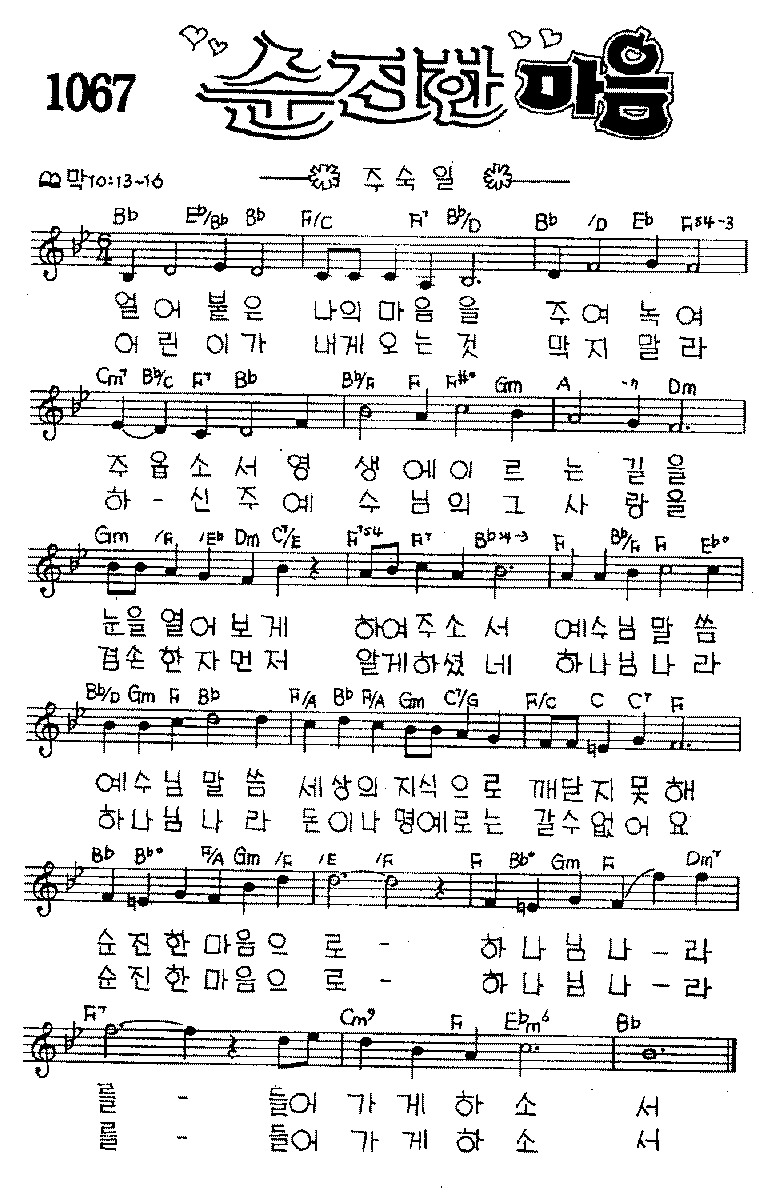 1067 순진한 마음
막10:13~16 주숙일
Bb Eb/Bb Bb F/C F7 Bb/D Bb /D Eb Fs4-3
열어 붙은 나의 마음을 주여 녹여
어린 이가 내게 오는 것 막지 말라
Cm7 Bb/C F7 Bb Bb/F F F#° Gm A -7 Dm
주옵소서 영생에 이르는 길을
하-신 주 예수님의 그 사랑을
Gm /F /Eb Dm C7/E F7s4 F7 Bbs4-3 F Bb/F F Eb°
눈을 열어 보게 하여 주소서 예수님 말씀
겸손한 자 먼저 알게 하셨네 하나님 나라
Bb/D Gm F Bb F/A Bb F/A Gm C7/G F/C C C7 F
예수님 말씀 세상의 지식으로 깨닫지 못해
하나님 나라 돈이나 명예로는 갈 수 없어요
Bb Bb° F/A Gm /F /E /F F Bb° Gm F Dm7
순진한 마음으로- 하나님 나-라
순진한 마음으로- 하나님 나-라
F7 Cm9 F Ebm6 Bb
를 - 들어 가게 하소서
를 - 들어 가게 하소서